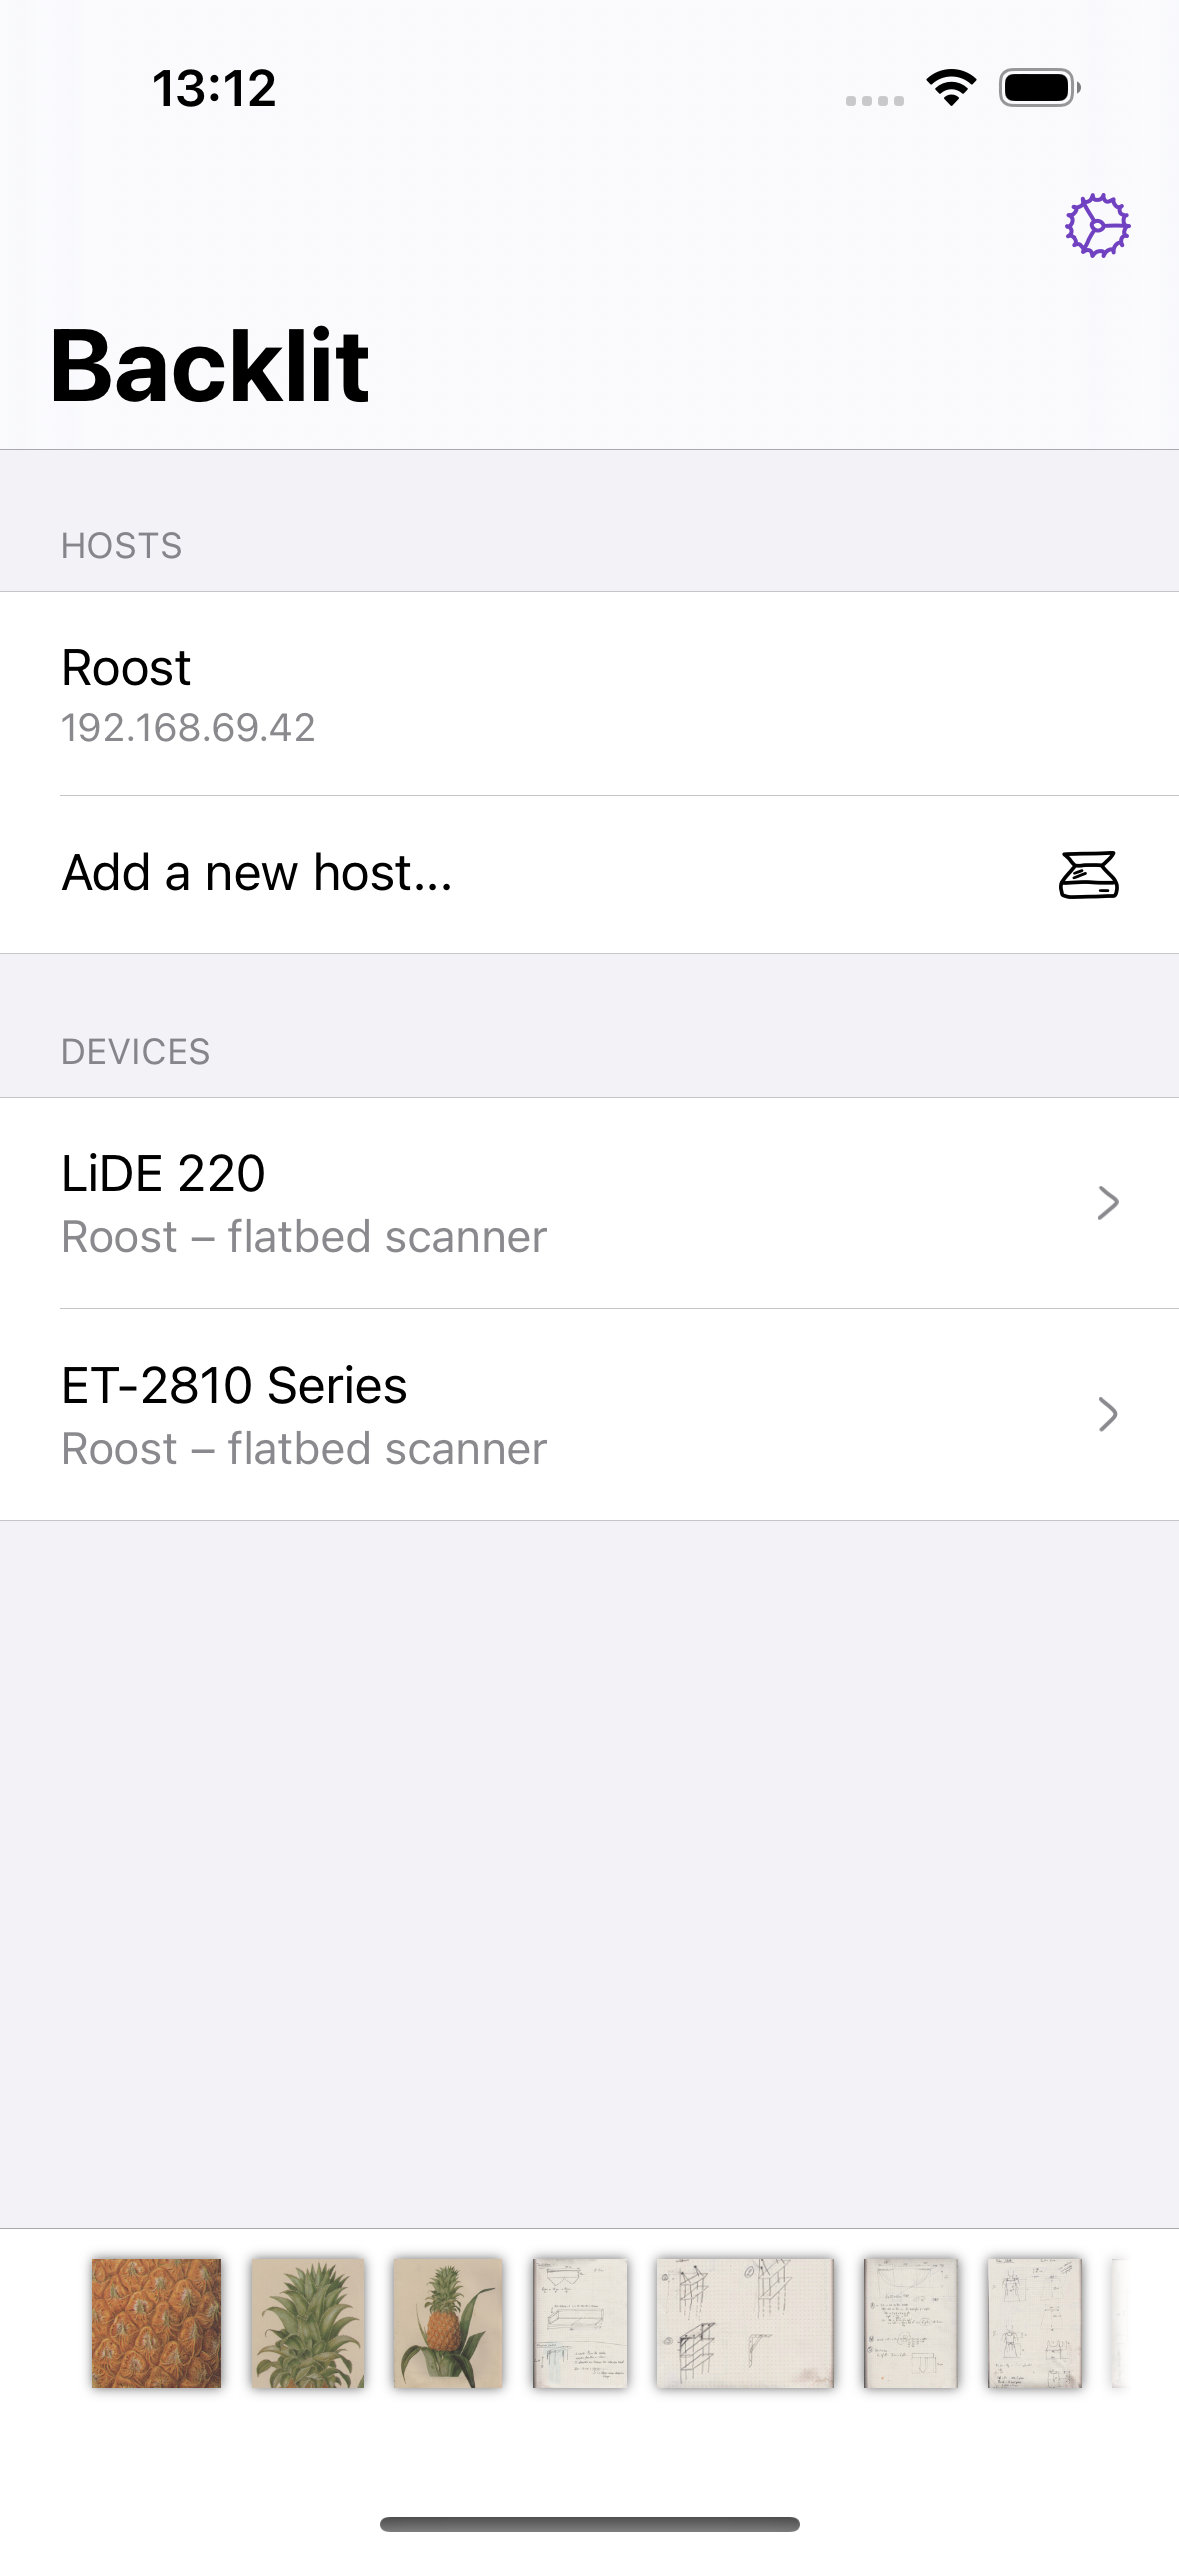 13:12
Backlit
HOSTS
Roost
192.168.69.42
Add a new host...
DEVICES
LiDE 220
Roost – flatbed scanner
ET-2810 Series
Roost – flatbed scanner